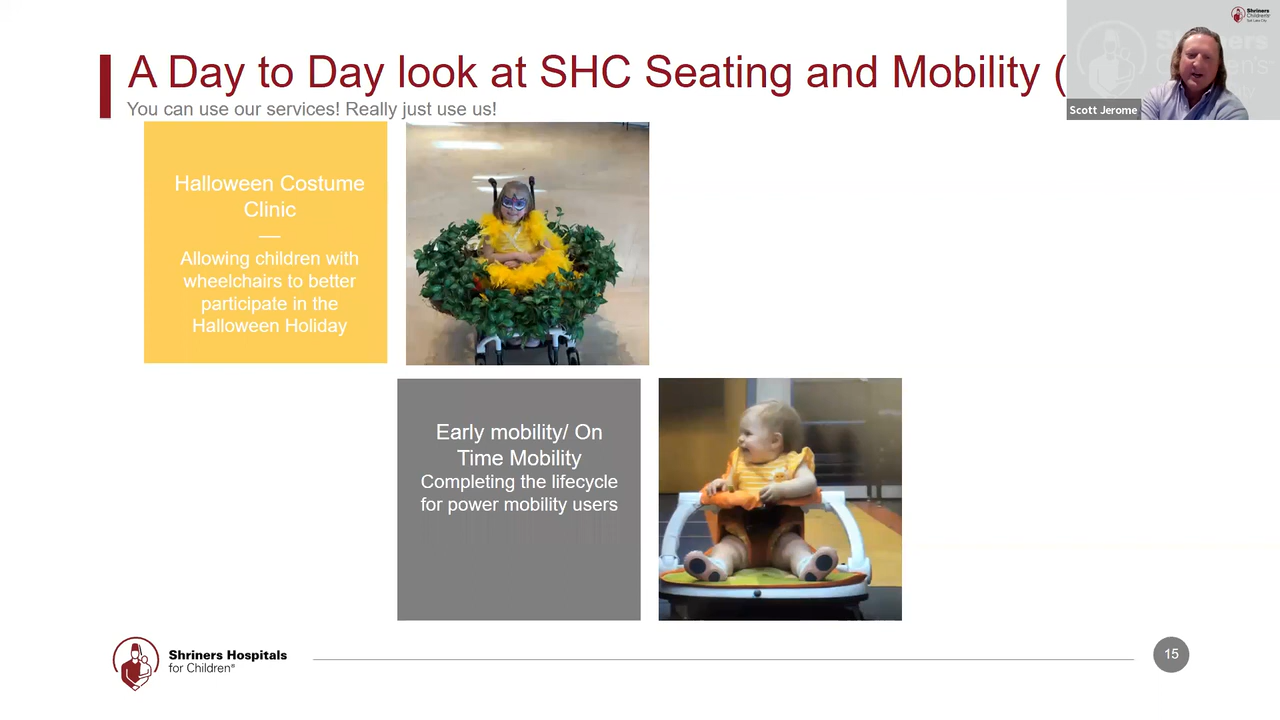 A Day to Day look at SHC Seating and Mobility (
You can use our services! Really just use us!
Shriners
Children's
Scott Jerome
Halloween Costume
Clinic
Allowing children with
wheelchairs to better
participate in the
Halloween Holiday
Early mobility/ On
Time Mobility
Completing the lifecycle
for power mobility users
Shriners Hospitals
for Children®
15